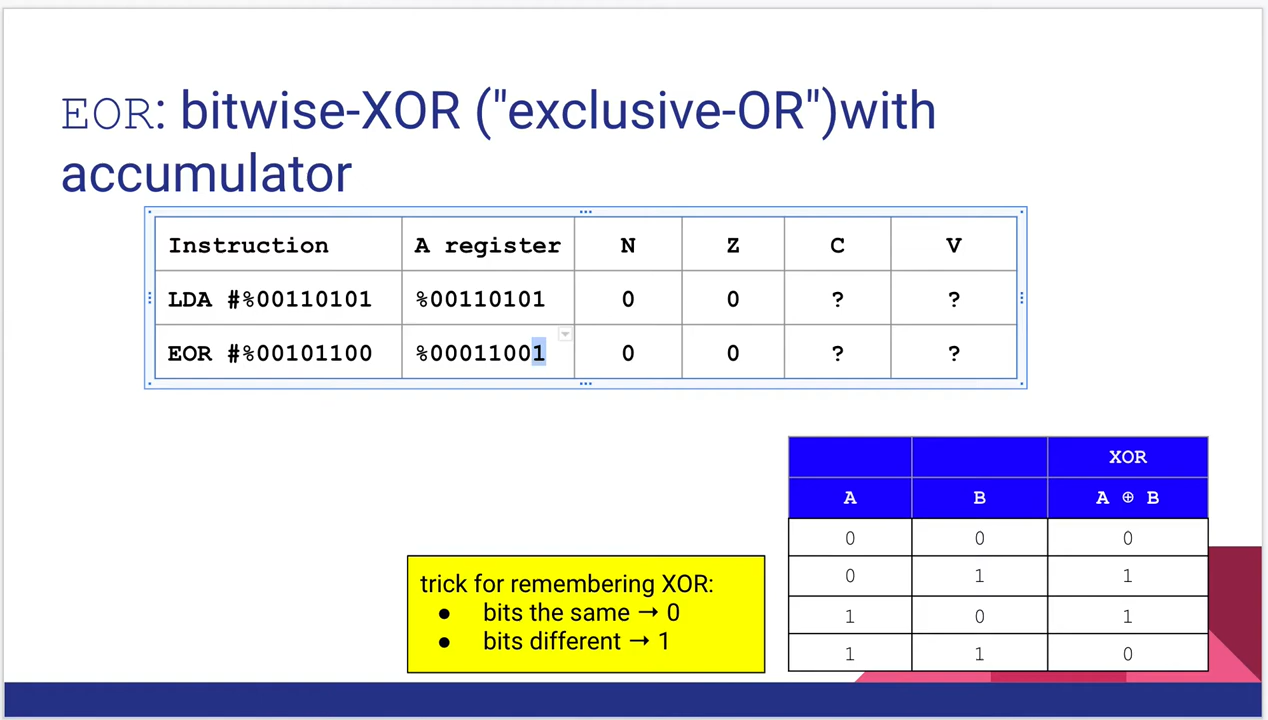 EOR: bitwise-XOR ("exclusive-OR")with
accumulator
Instruction A register N Z C V
LDA #%00110101 %00110101 0 0 ? ?
EOR #%00101100 %00011001 0 0 ? ?
XOR
A B A ⊕ B
0 0 0
0 1 1
1 0 1
1 1 0
trick for remembering XOR:
● bits the same → 0
● bits different → 1